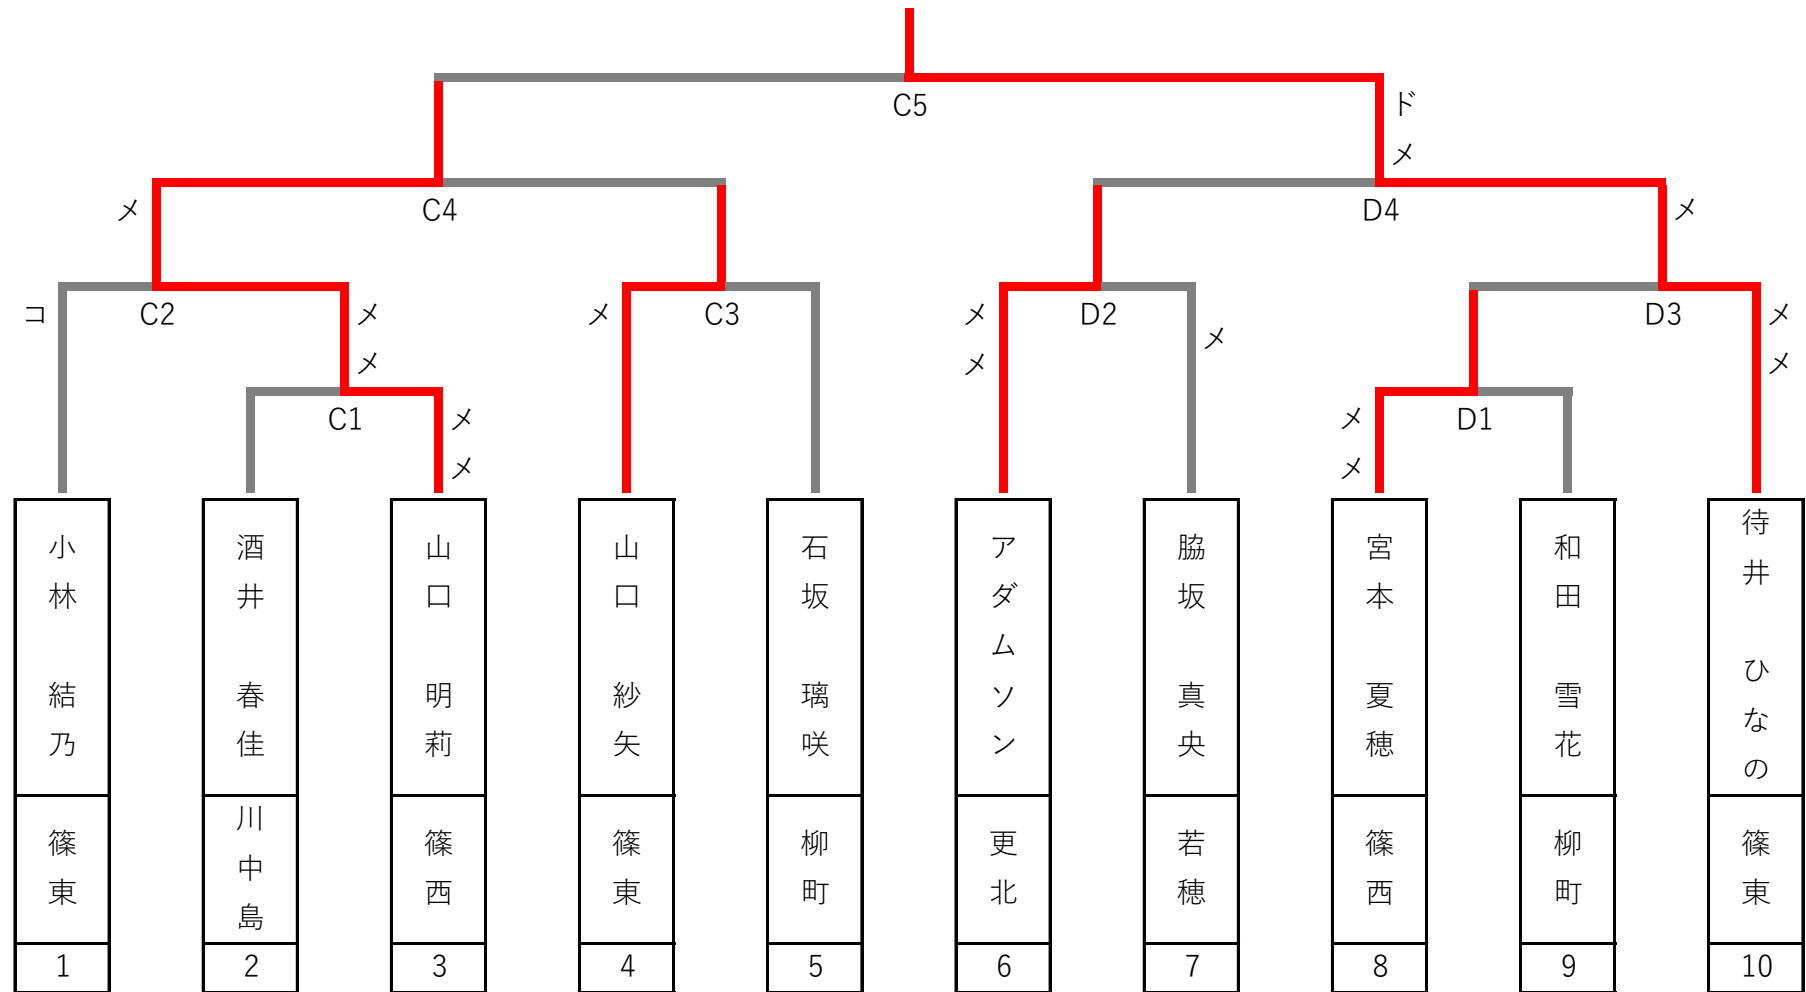 C5
ド
メ
メ
C4
D4
メ
コ
C2
メ
メ
メ
C3
メ
メ
D2
メ
D3
メ
メ
C1
メ
メ
メ
メ
D1
小林 結乃
酒井 春佳
山口 明莉
山口 紗矢
石坂 璃咲
アダムソン
脇坂 真央
宮本 夏穂
和田 雪花
待井 ひなの
篠東
川中島
篠西
篠東
柳町
更北
若穂
篠西
柳町
篠東
1
2
3
4
5
6
7
8
9
10